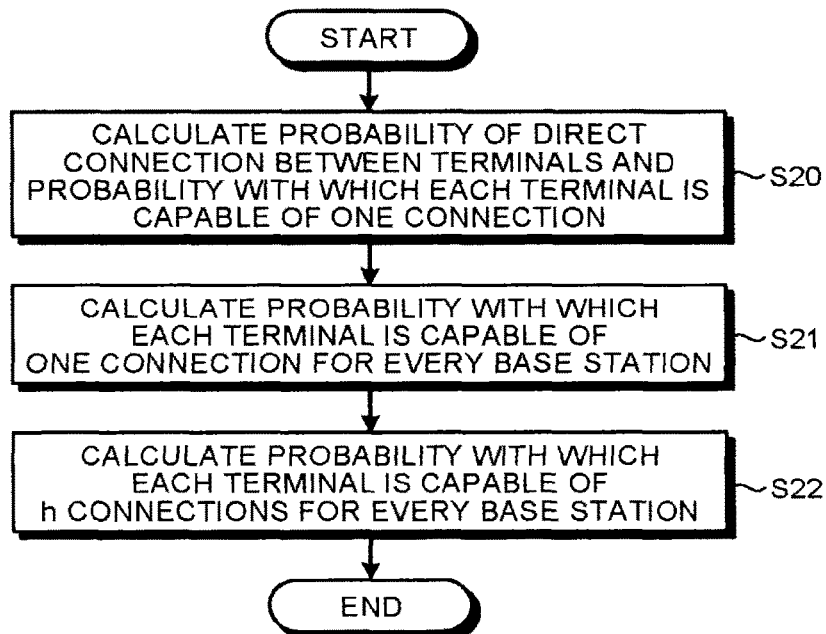 START
CALCULATE PROBABILITY OF DIRECT
CONNECTION BETWEEN TERMINALS AND
PROBABILITY WITH WHICH EACH TERMINAL IS
CAPABLE OF ONE CONNECTION
S20
CALCULATE PROBABILITY WITH WHICH
EACH TERMINAL IS CAPABLE OF
ONE CONNECTION FOR EVERY BASE STATION
S21
CALCULATE PROBABILITY WITH WHICH
EACH TERMINAL IS CAPABLE OF
h CONNECTIONS FOR EVERY BASE STATION
S22
END